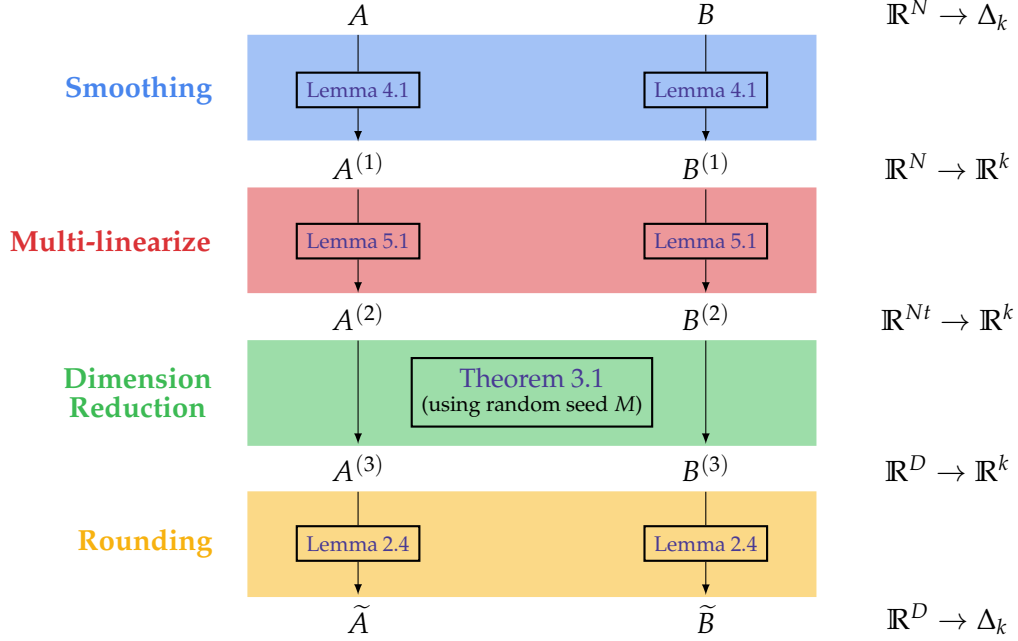 A B ℝ^N → Δ_k
Smoothing Lemma 4.1 Lemma 4.1
A^(1) B^(1) ℝ^N → ℝ^k
Multi-linearize Lemma 5.1 Lemma 5.1
A^(2) B^(2) ℝ^{Nt} → ℝ^k
Dimension
Reduction
Theorem 3.1
(using random seed M)
A^(3) B^(3) ℝ^D → ℝ^k
Rounding Lemma 2.4 Lemma 2.4
Ã B̃ ℝ^D → Δ_k